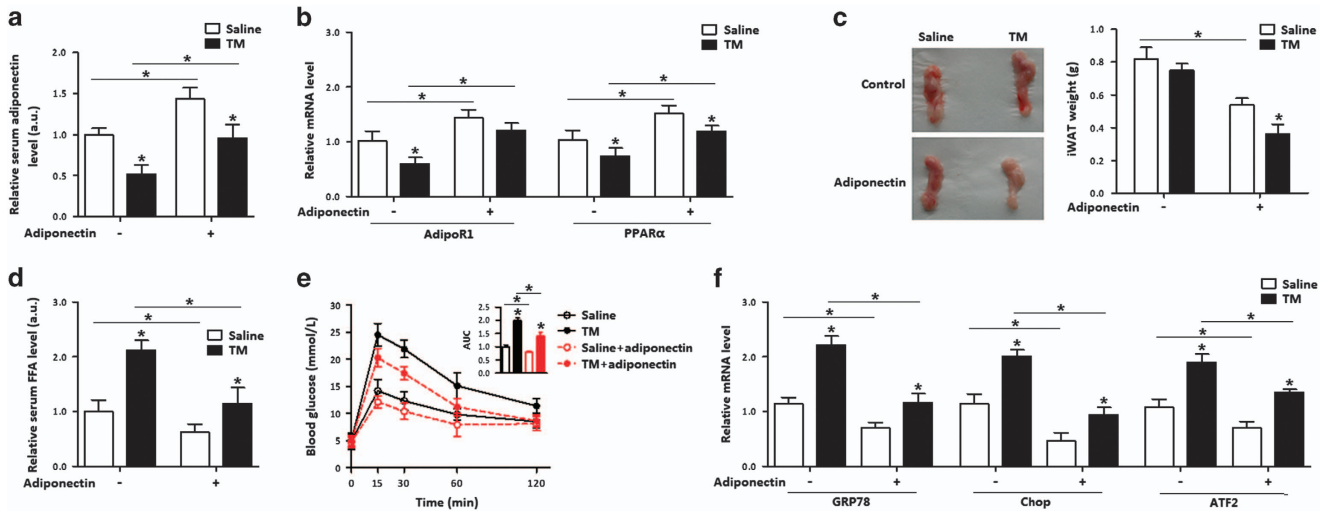 a
Saline
TM
Relative serum adiponectin
level (a.u.)
2.0
1.5
1.0
0.5
0.0
* * * *
Adiponectin - +
b
Saline
TM
Relative mRNA level
3.0
2.0
1.0
0.0
* * * * * *
* *
Adiponectin - + - +
AdipoR1 PPARα
c
Saline TM
Control
Adiponectin
Saline
TM
iWAT weight (g)
1.0
0.8
0.6
0.4
0.2
0.0
* *
Adiponectin - +
d
Saline
TM
Relative serum FFA level (a.u.)
3.0
2.0
1.0
0.0
* * * *
Adiponectin - +
e
Blood glucose (mmol/L)
35
30
25
20
15
10
5
0
0 15 30 60 120
Time (min)
AUC
2.5
2.0
1.5
1.0
0.5
0.0
* * * *
Saline
TM
Saline+adiponectin
TM+adiponectin
f
Saline
TM
Relative mRNA level
3.0
2.0
1.0
0.0
* * * *
* * * *
* * * *
Adiponectin - + - + - +
GRP78 Chop ATF2